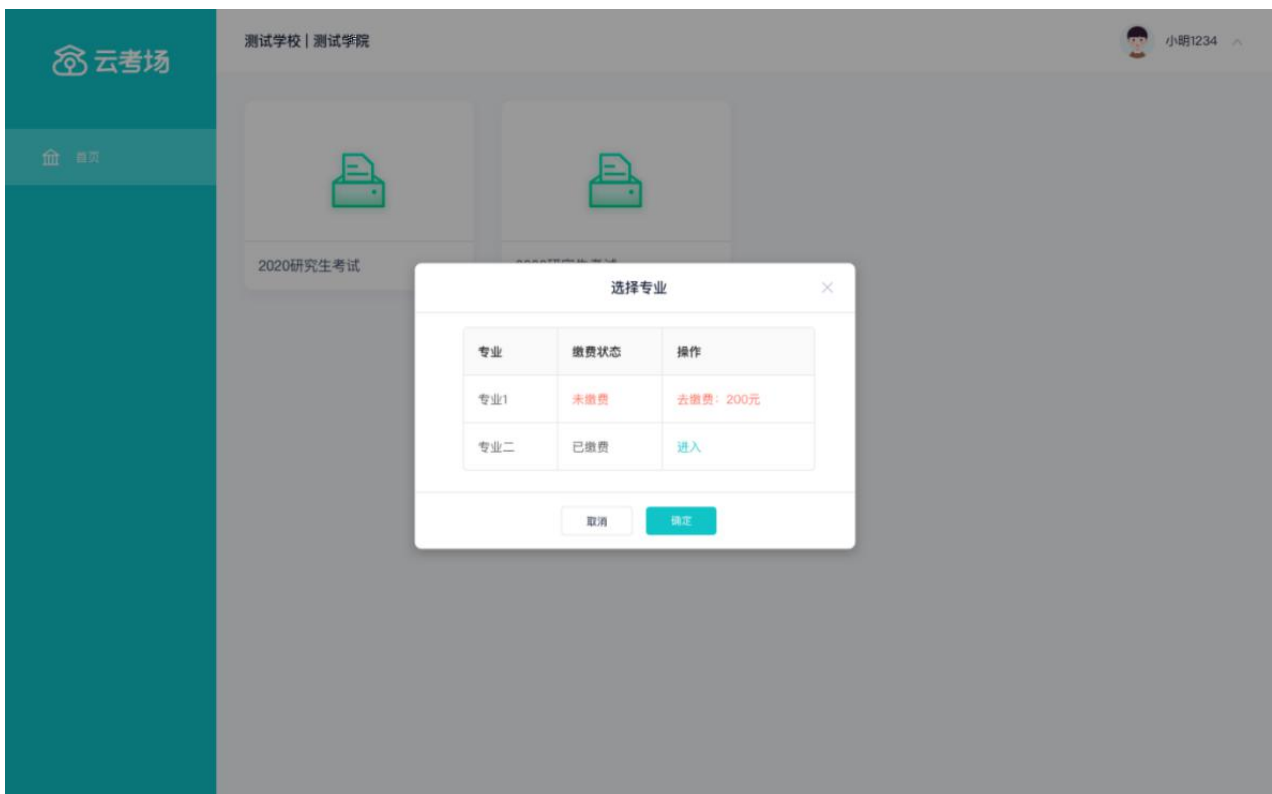 云考场
测试学校 | 测试学院
小明1234
首页
2020研究生考试
选择专业
专业 缴费状态 操作
专业1 未缴费 去缴费：200元
专业二 已缴费 进入
取消 确定